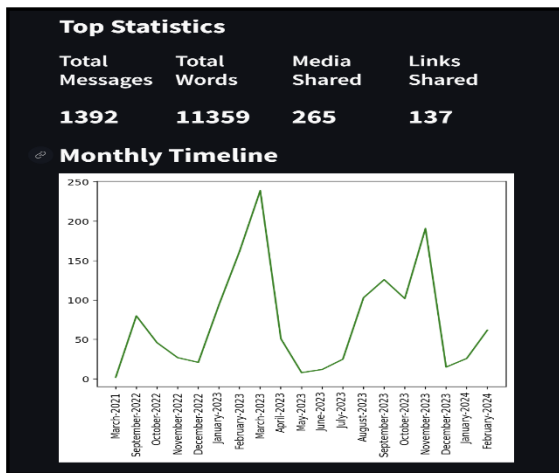 Top Statistics
Total Messages
Total Words
Media Shared
Links Shared
1392
11359
265
137
Monthly Timeline
250
200
150
100
50
0
March-2021
September-2022
October-2022
November-2022
December-2022
January-2023
February-2023
March-2023
April-2023
May-2023
June-2023
July-2023
August-2023
September-2023
October-2023
November-2023
December-2023
January-2024
February-2024